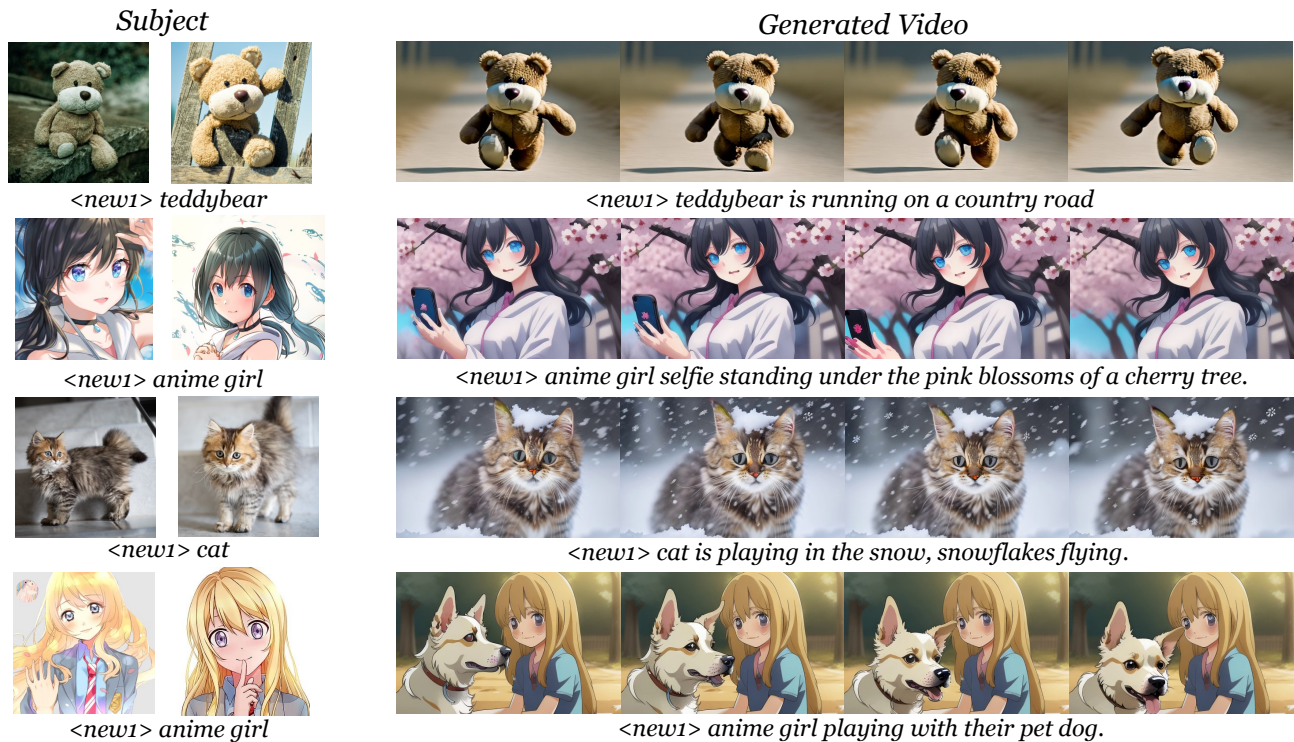 Subject
Generated Video
<new1> teddybear
<new1> teddybear is running on a country road
<new1> anime girl
<new1> anime girl selfie standing under the pink blossoms of a cherry tree.
<new1> cat
<new1> cat is playing in the snow, snowflakes flying.
<new1> anime girl
<new1> anime girl playing with their pet dog.